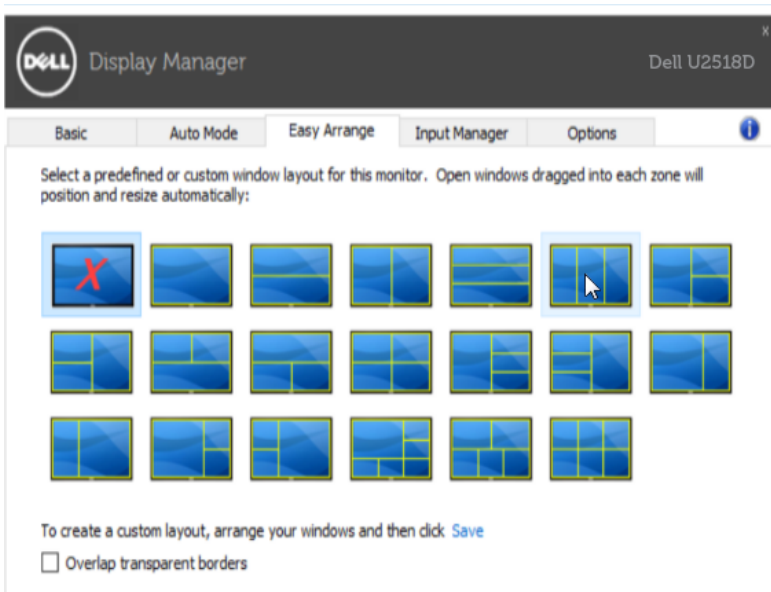 DELL Display Manager
Dell U2518D
x
Basic Auto Mode Easy Arrange Input Manager Options
Select a predefined or custom window layout for this monitor. Open windows dragged into each zone will
position and resize automatically:
X
To create a custom layout, arrange your windows and then click Save
Overlap transparent borders